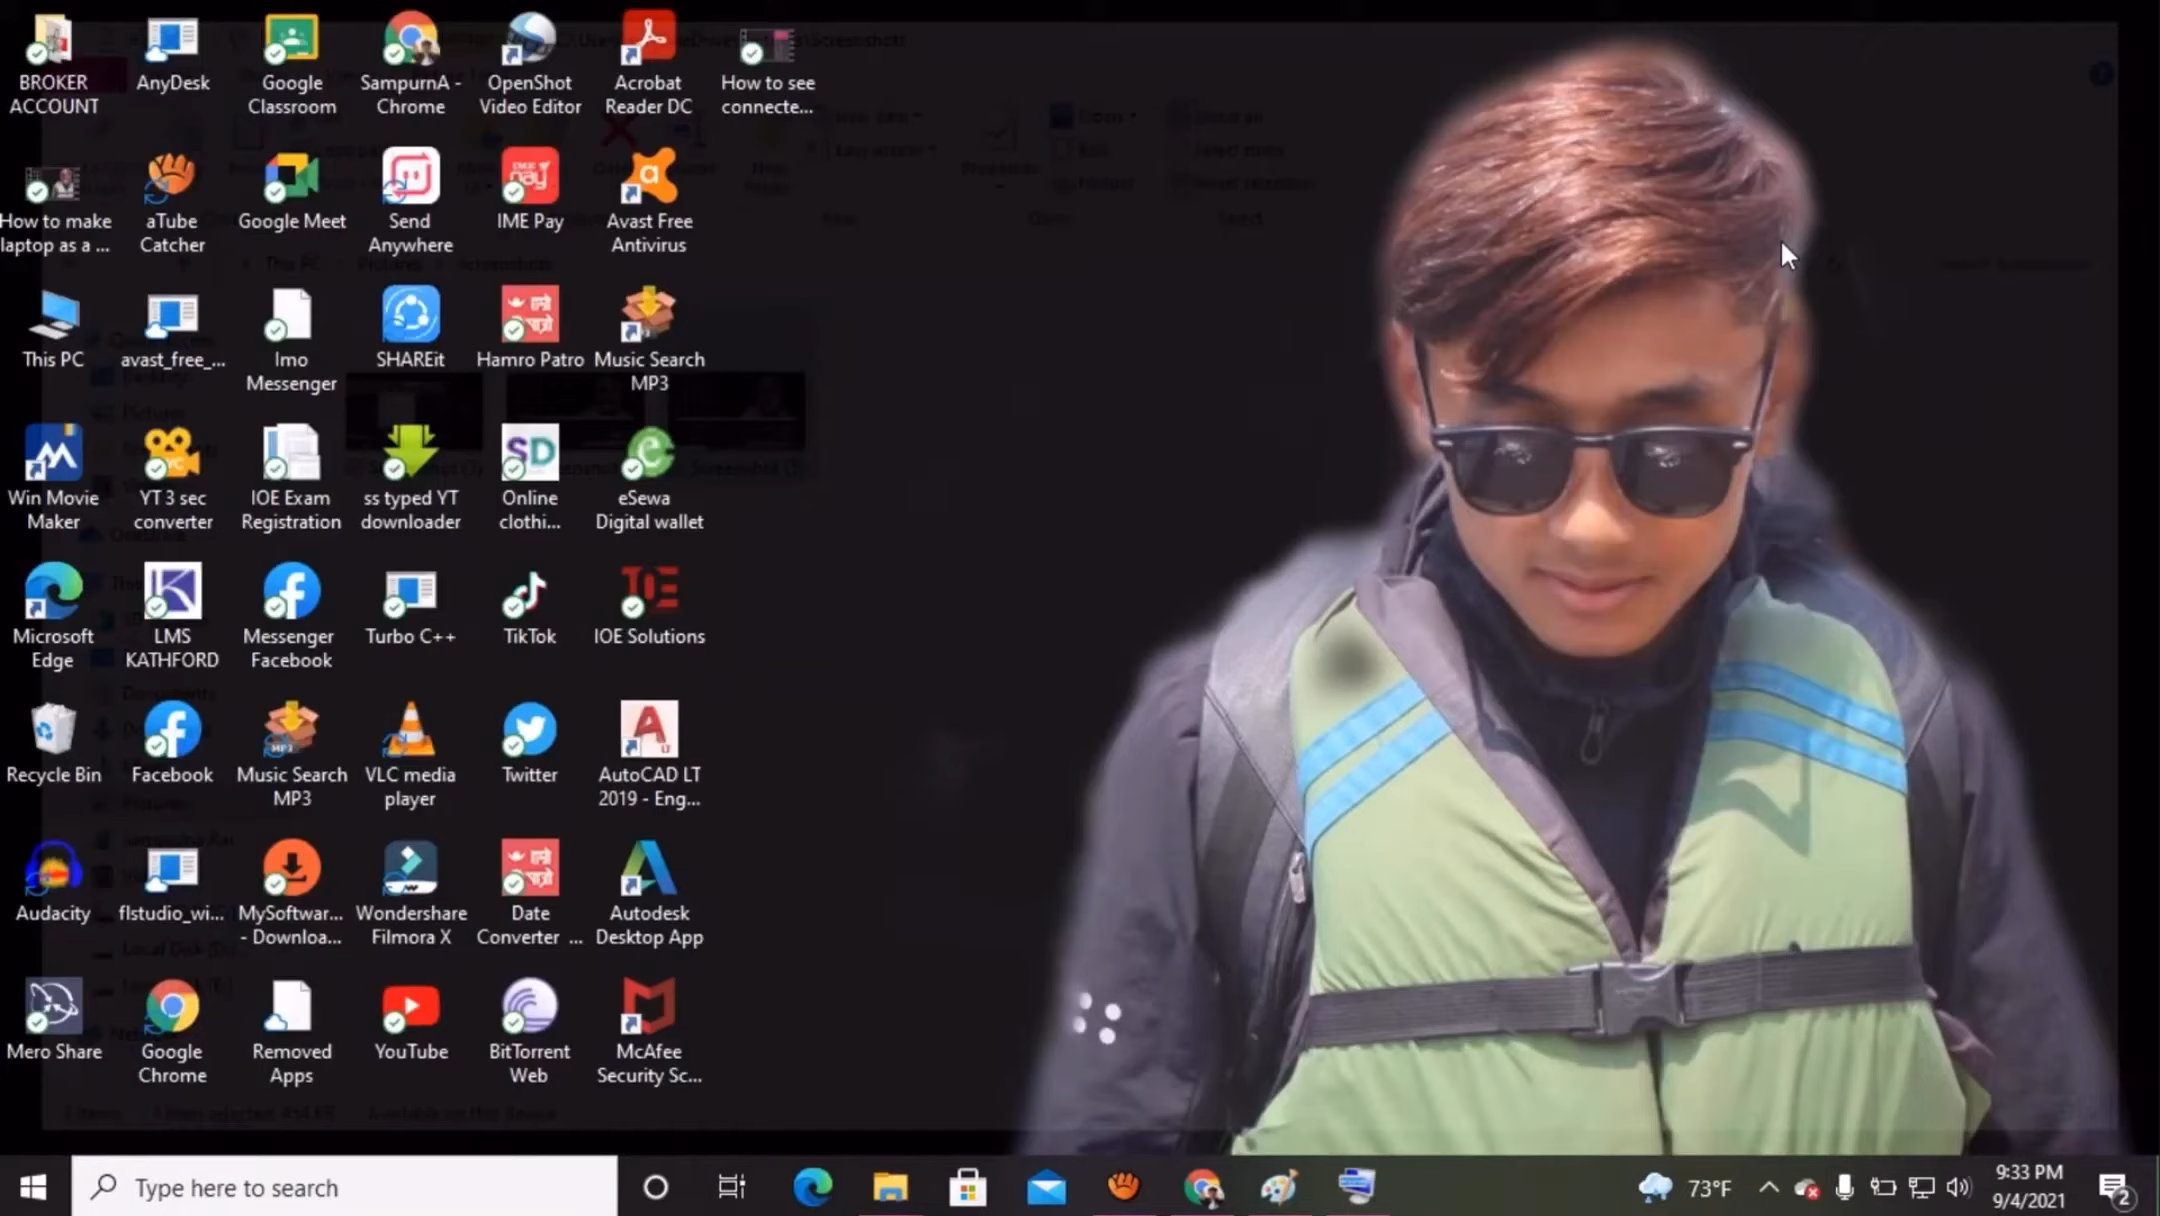 BROKER
ACCOUNT
AnyDesk
Google
Classroom
SampurnA -
Chrome
OpenShot
Video Editor
Acrobat
Reader DC
How to see
connecte...
How to make
laptop as a ...
aTube
Catcher
Google Meet
Send
Anywhere
IME Pay
Avast Free
Antivirus
This PC
avast_free_...
Imo
Messenger
SHAREit
हाम्रो
पात्रो
Hamro Patro
Music Search
MP3
Win Movie
Maker
YT 3 sec
converter
IOE Exam
Registration
ss typed YT
downloader
SD
Online
clothi...
eSewa
Digital wallet
Microsoft
Edge
LMS
KATHFORD
Messenger
Facebook
Turbo C++
TikTok
IOE
IOE Solutions
Recycle Bin
Facebook
Music Search
MP3
VLC media
player
Twitter
AutoCAD LT
2019 - Eng...
Audacity
flstudio_wi...
MySoftwar...
- Downloa...
Wondershare
Filmora X
हाम्रो
पात्रो
Date
Converter ...
Autodesk
Desktop App
Mero Share
Google
Chrome
Removed
Apps
YouTube
BitTorrent
Web
McAfee
Security Sc...
Type here to search
73°F
9:33 PM
9/4/2021
2